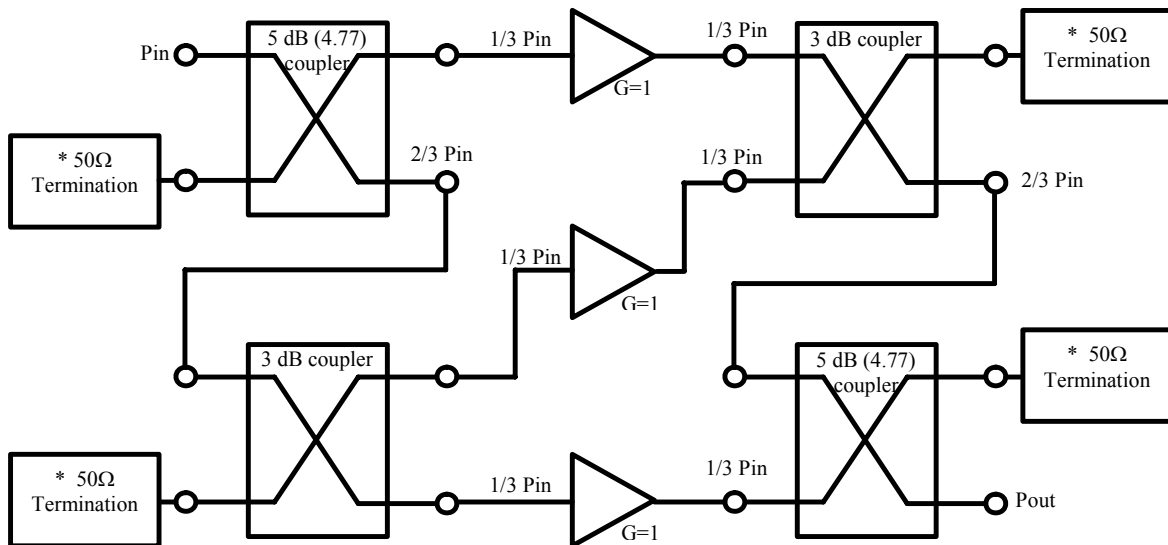 5 dB (4.77)
coupler
3 dB coupler
* 50Ω
Termination
Pin
1/3 Pin
1/3 Pin
G=1
* 50Ω
Termination
2/3 Pin
1/3 Pin
2/3 Pin
1/3 Pin
G=1
3 dB coupler
5 dB (4.77)
coupler
* 50Ω
Termination
* 50Ω
Termination
1/3 Pin
1/3 Pin
Pout
G=1